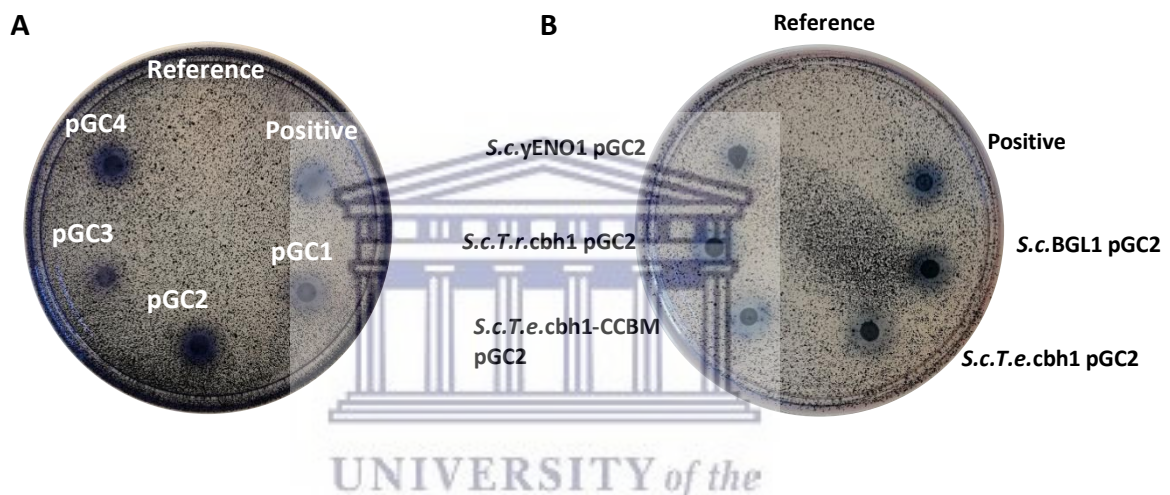 A
Reference
pGC4
Positive
pGC3
pGC1
pGC2
B
Reference
S.c.yENO1 pGC2
Positive
S.c.T.r.cbh1 pGC2
S.c.BGL1 pGC2
S.c.T.e.cbh1-CCBM
pGC2
S.c.T.e.cbh1 pGC2
UNIVERSITY of the